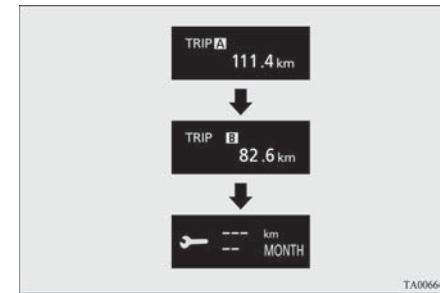 TRIP A
111.4 km
TRIP B
82.6 km
--- km
-- MONTH
TA0066